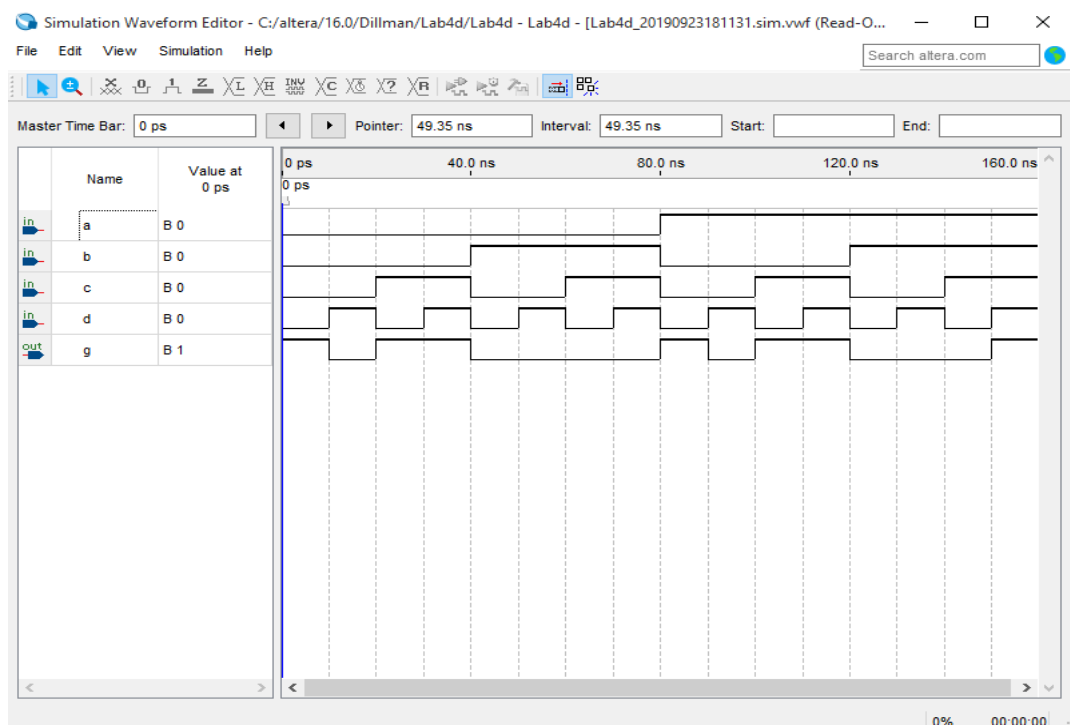 Simulation Waveform Editor - C:/altera/16.0/Dillman/Lab4d/Lab4d - Lab4d - [Lab4d_20190923181131.sim.vwf (Read-O...
File Edit View Simulation Help
Search altera.com
Master Time Bar: 0 ps Pointer: 49.35 ns Interval: 49.35 ns Start: End:
Name Value at 0 ps
0 ps 40.0 ns 80.0 ns 120.0 ns 160.0 ns
0 ps
in a B 0
in b B 0
in c B 0
in d B 0
out g B 1
0% 00:00:00